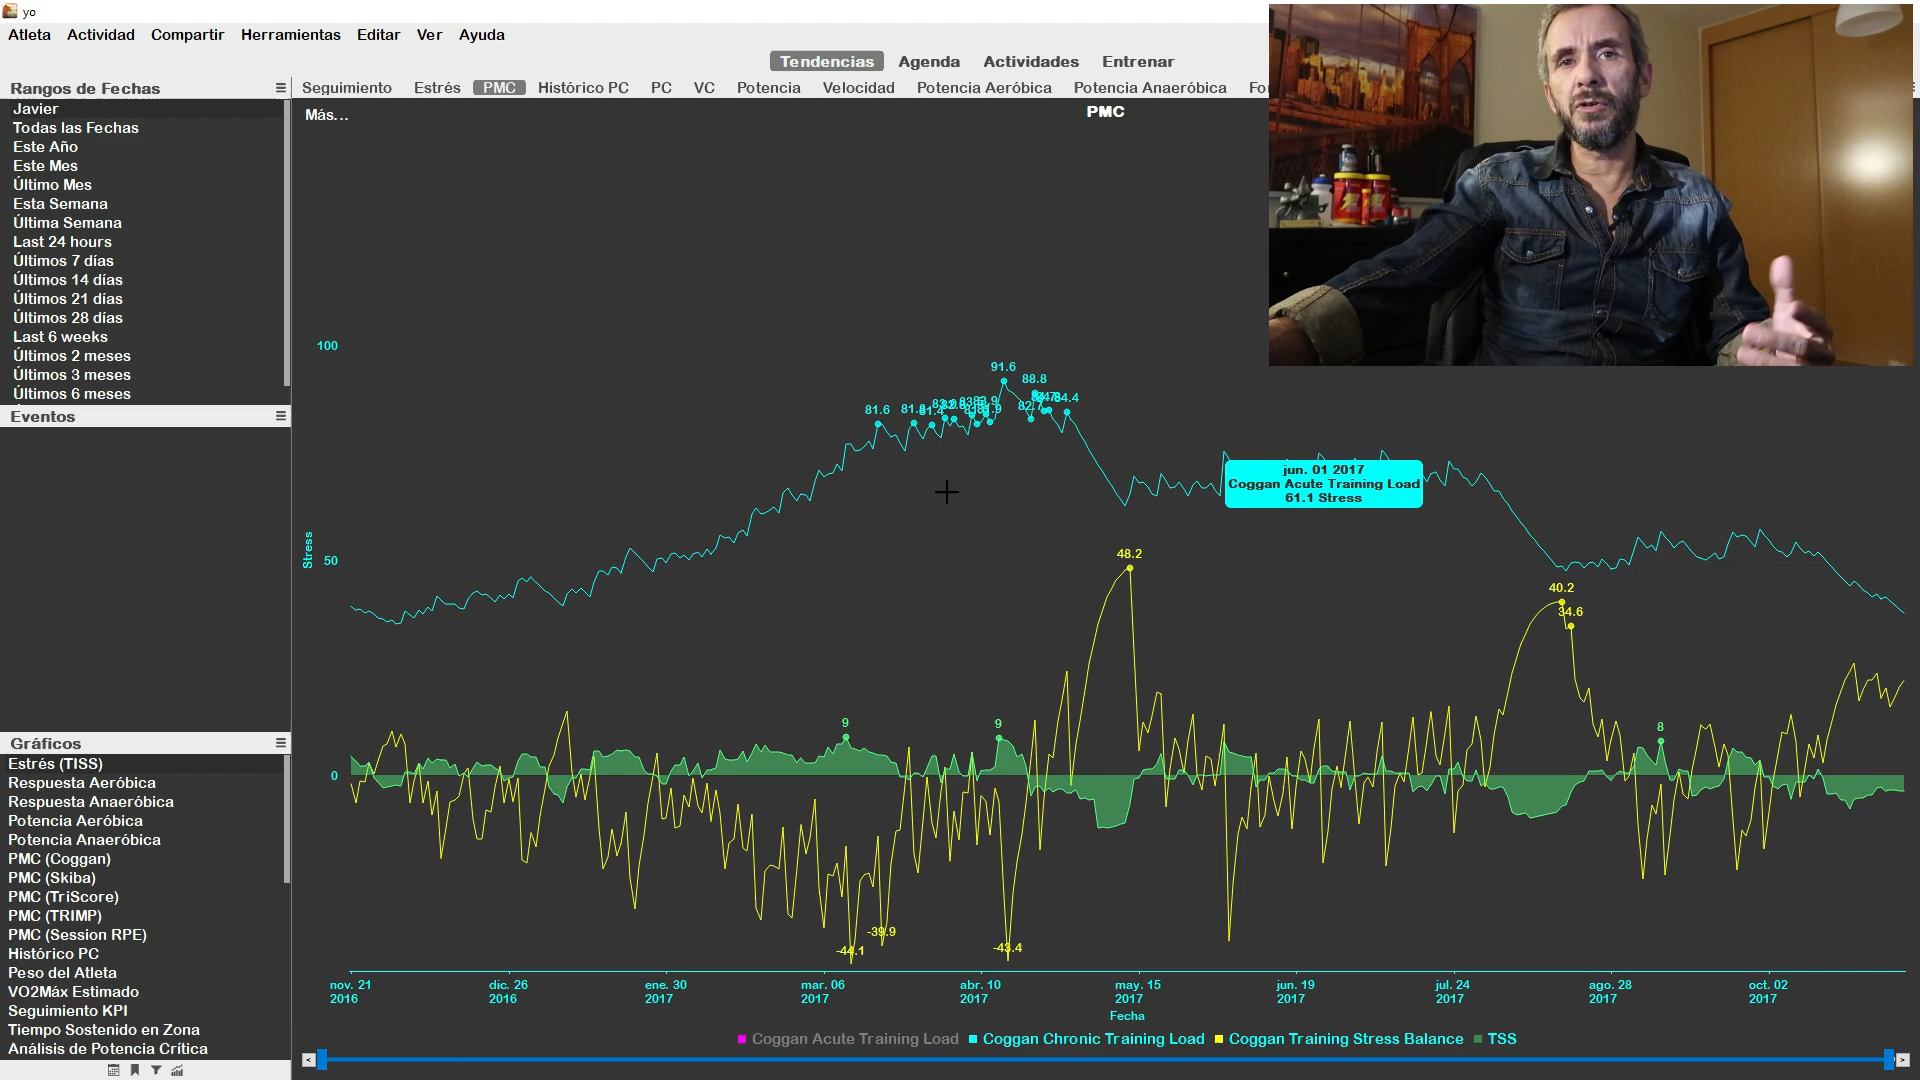 yo
Atleta Actividad Compartir Herramientas Editar Ver Ayuda
Tendencias Agenda Actividades Entrenar
Rangos de Fechas
Seguimiento Estrés PMC Histórico PC PC VC Potencia Velocidad Potencia Aeróbica Potencia Anaeróbica Fo
Javier
Todas las Fechas
Este Año
Este Mes
Último Mes
Esta Semana
Última Semana
Last 24 hours
Últimos 7 días
Últimos 14 días
Últimos 21 días
Últimos 28 días
Last 6 weeks
Últimos 2 meses
Últimos 3 meses
Últimos 6 meses
Eventos
Gráficos
Estrés (TISS)
Respuesta Aeróbica
Respuesta Anaeróbica
Potencia Aeróbica
Potencia Anaeróbica
PMC (Coggan)
PMC (Skiba)
PMC (TriScore)
PMC (TRIMP)
PMC (Session RPE)
Histórico PC
Peso del Atleta
VO2Máx Estimado
Seguimiento KPI
Tiempo Sostenido en Zona
Análisis de Potencia Crítica
Más...
PMC
100
50
0
Stress
91.6
88.8
81.6
84.4
jun. 01 2017
Coggan Acute Training Load
61.1 Stress
48.2
40.2
34.6
9
9
8
-39.9
-44.1
-43.4
nov. 21 dic. 26 ene. 30 mar. 06 abr. 10 may. 15 jun. 19 jul. 24 ago. 28 oct. 02
2016 2016 2017 2017 2017 2017 2017 2017 2017 2017
Fecha
Coggan Acute Training Load Coggan Chronic Training Load Coggan Training Stress Balance TSS
< >